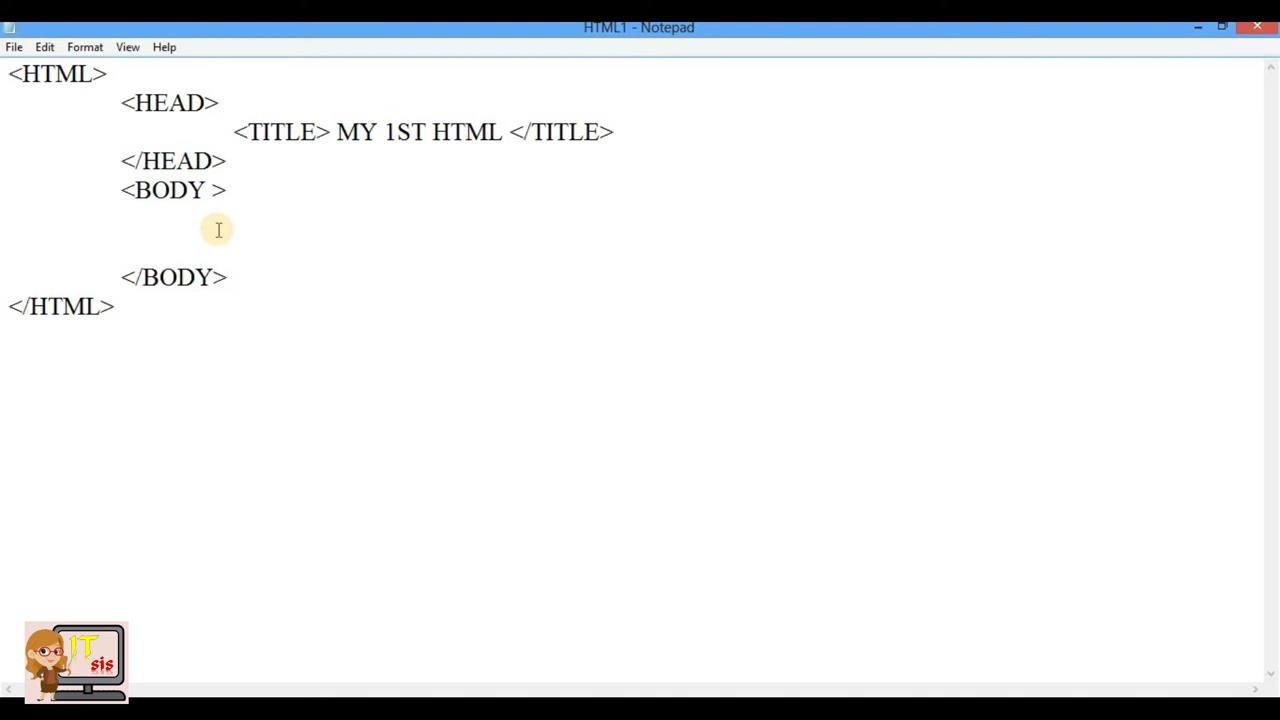 HTML1 - Notepad
File Edit Format View Help
<HTML>
<HEAD>
<TITLE> MY 1ST HTML </TITLE>
</HEAD>
<BODY >
</BODY>
</HTML>
IT
sis